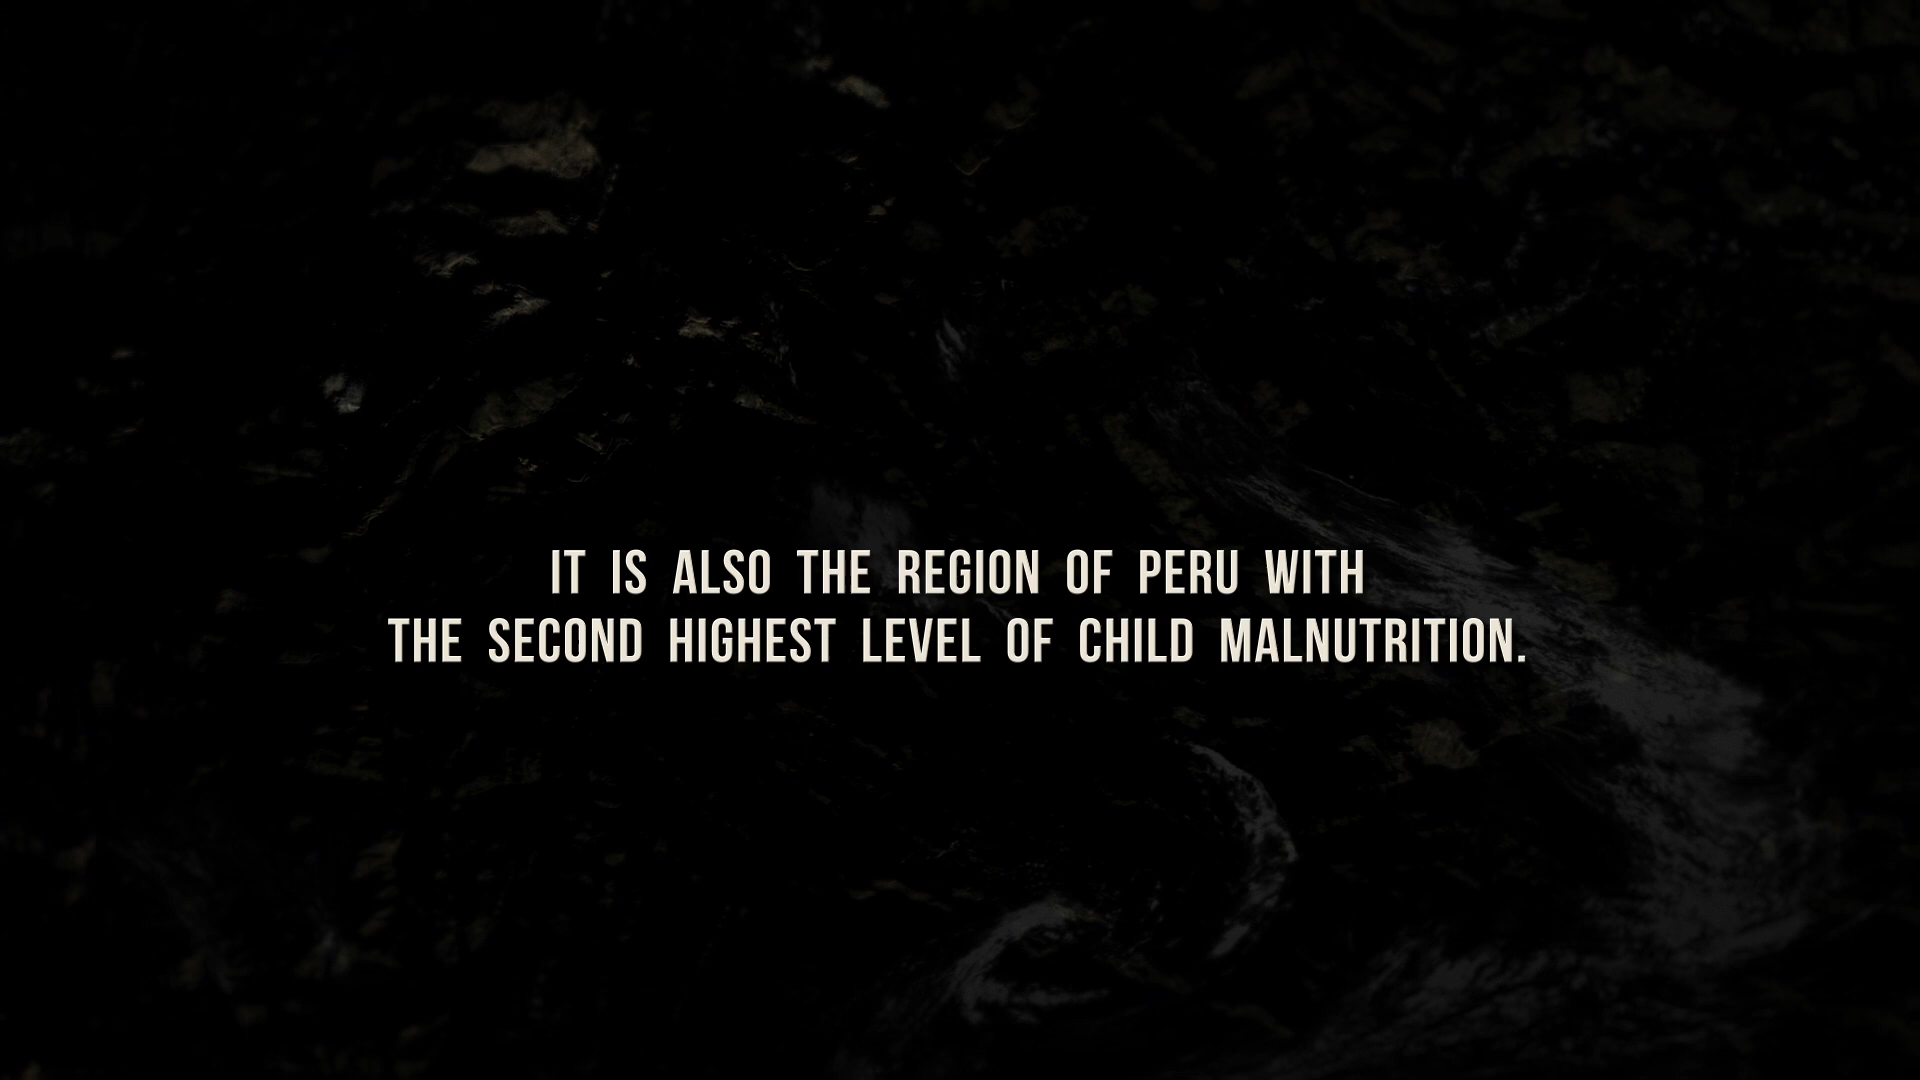 IT IS ALSO THE REGION OF PERU WITH
THE SECOND HIGHEST LEVEL OF CHILD MALNUTRITION.